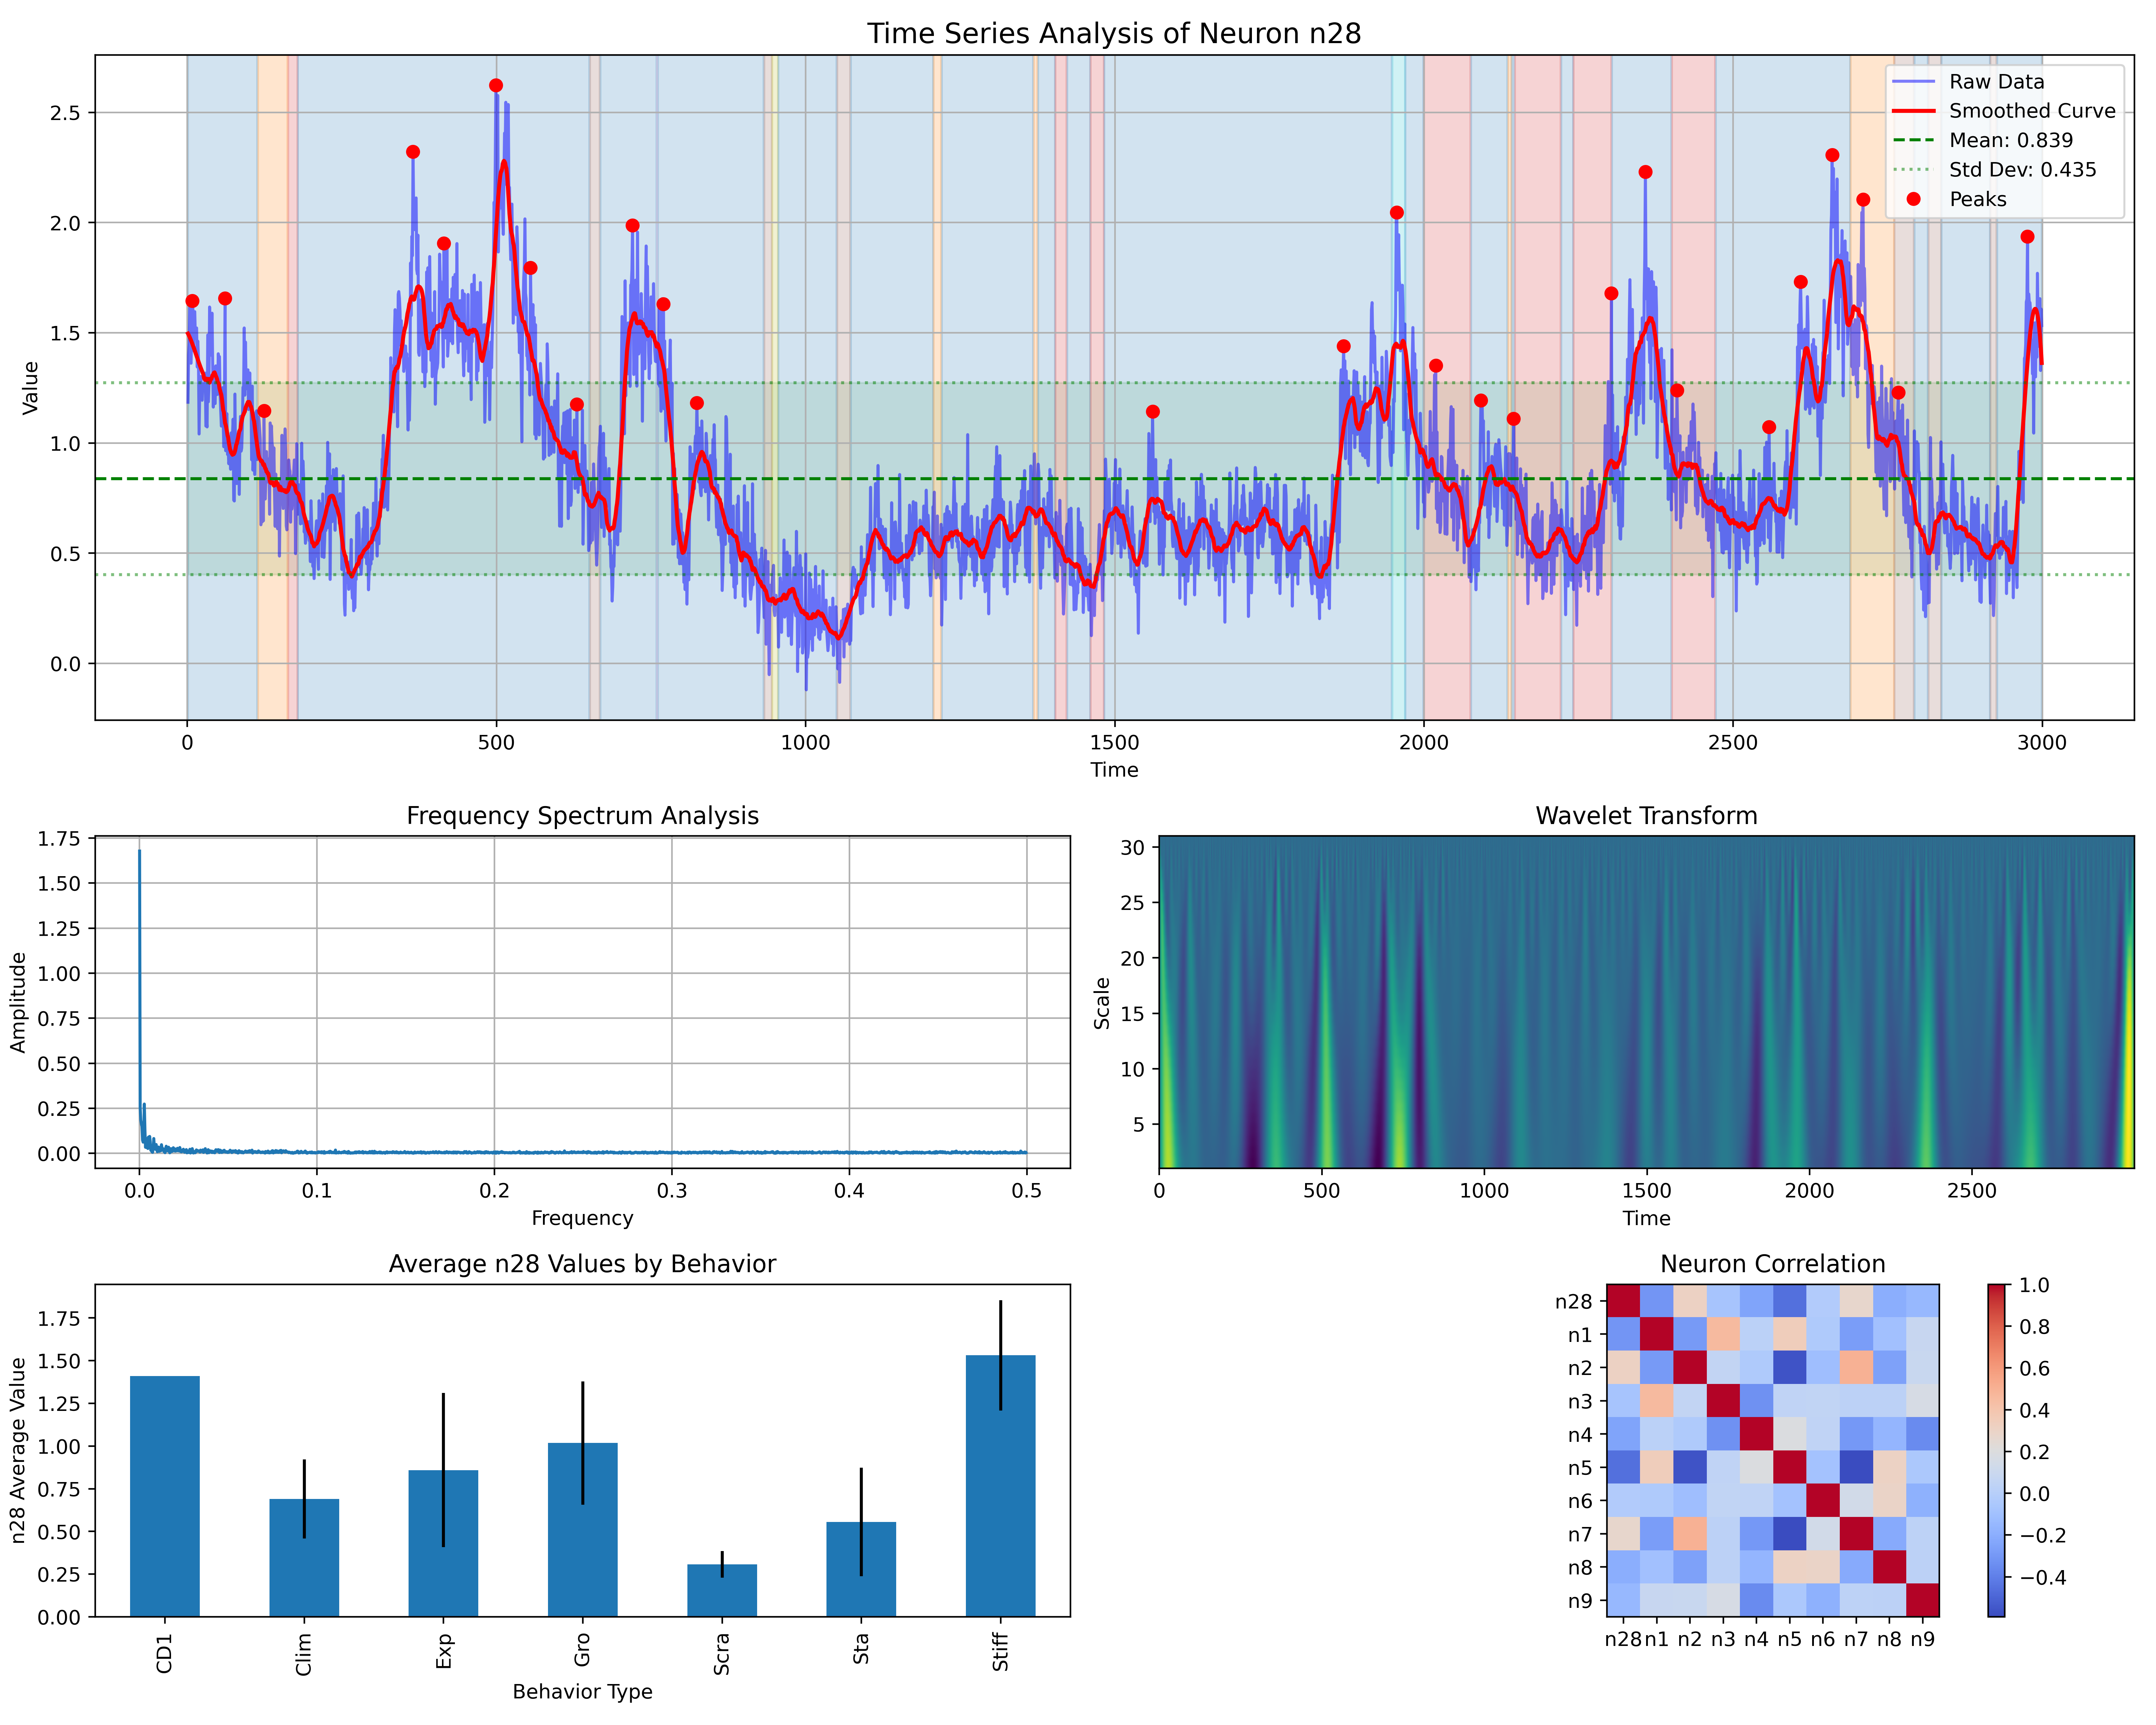 Time Series Analysis of Neuron n28
Value
2.5
2.0
1.5
1.0
0.5
0.0
Raw Data
Smoothed Curve
Mean: 0.839
Std Dev: 0.435
Peaks
0 500 1000 1500 2000 2500 3000
Time
Frequency Spectrum Analysis
Amplitude
1.75
1.50
1.25
1.00
0.75
0.50
0.25
0.00
0.0 0.1 0.2 0.3 0.4 0.5
Frequency
Wavelet Transform
Scale
30
25
20
15
10
5
0 500 1000 1500 2000 2500
Time
Average n28 Values by Behavior
n28 Average Value
1.75
1.50
1.25
1.00
0.75
0.50
0.25
0.00
CD1 Clim Exp Gro Scra Sta Stiff
Behavior Type
Neuron Correlation
n28
n1
n2
n3
n4
n5
n6
n7
n8
n9
n28 n1 n2 n3 n4 n5 n6 n7 n8 n9
1.0
0.8
0.6
0.4
0.2
0.0
−0.2
−0.4